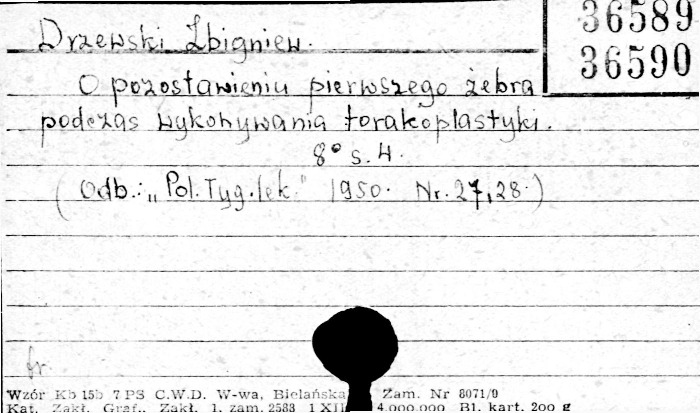 36589
36590
Drzewski Zbigniew.
O pozostawieniu pierwszego żebra
podczas wykonywania torakoplastyki.
8° s. 4.
(Odb.: „Pol. Tyg. lek." 1950. Nr. 27, 28.)
fr.
Wzór Kb 15b 7 PS C.W.D. W-wa, Bielańska Zam. Nr 8071/9
Kat. Zakł. Graf., Zakł. 1, zam. 2583 1 XII 4.000.000 Bl. kart. 200 g